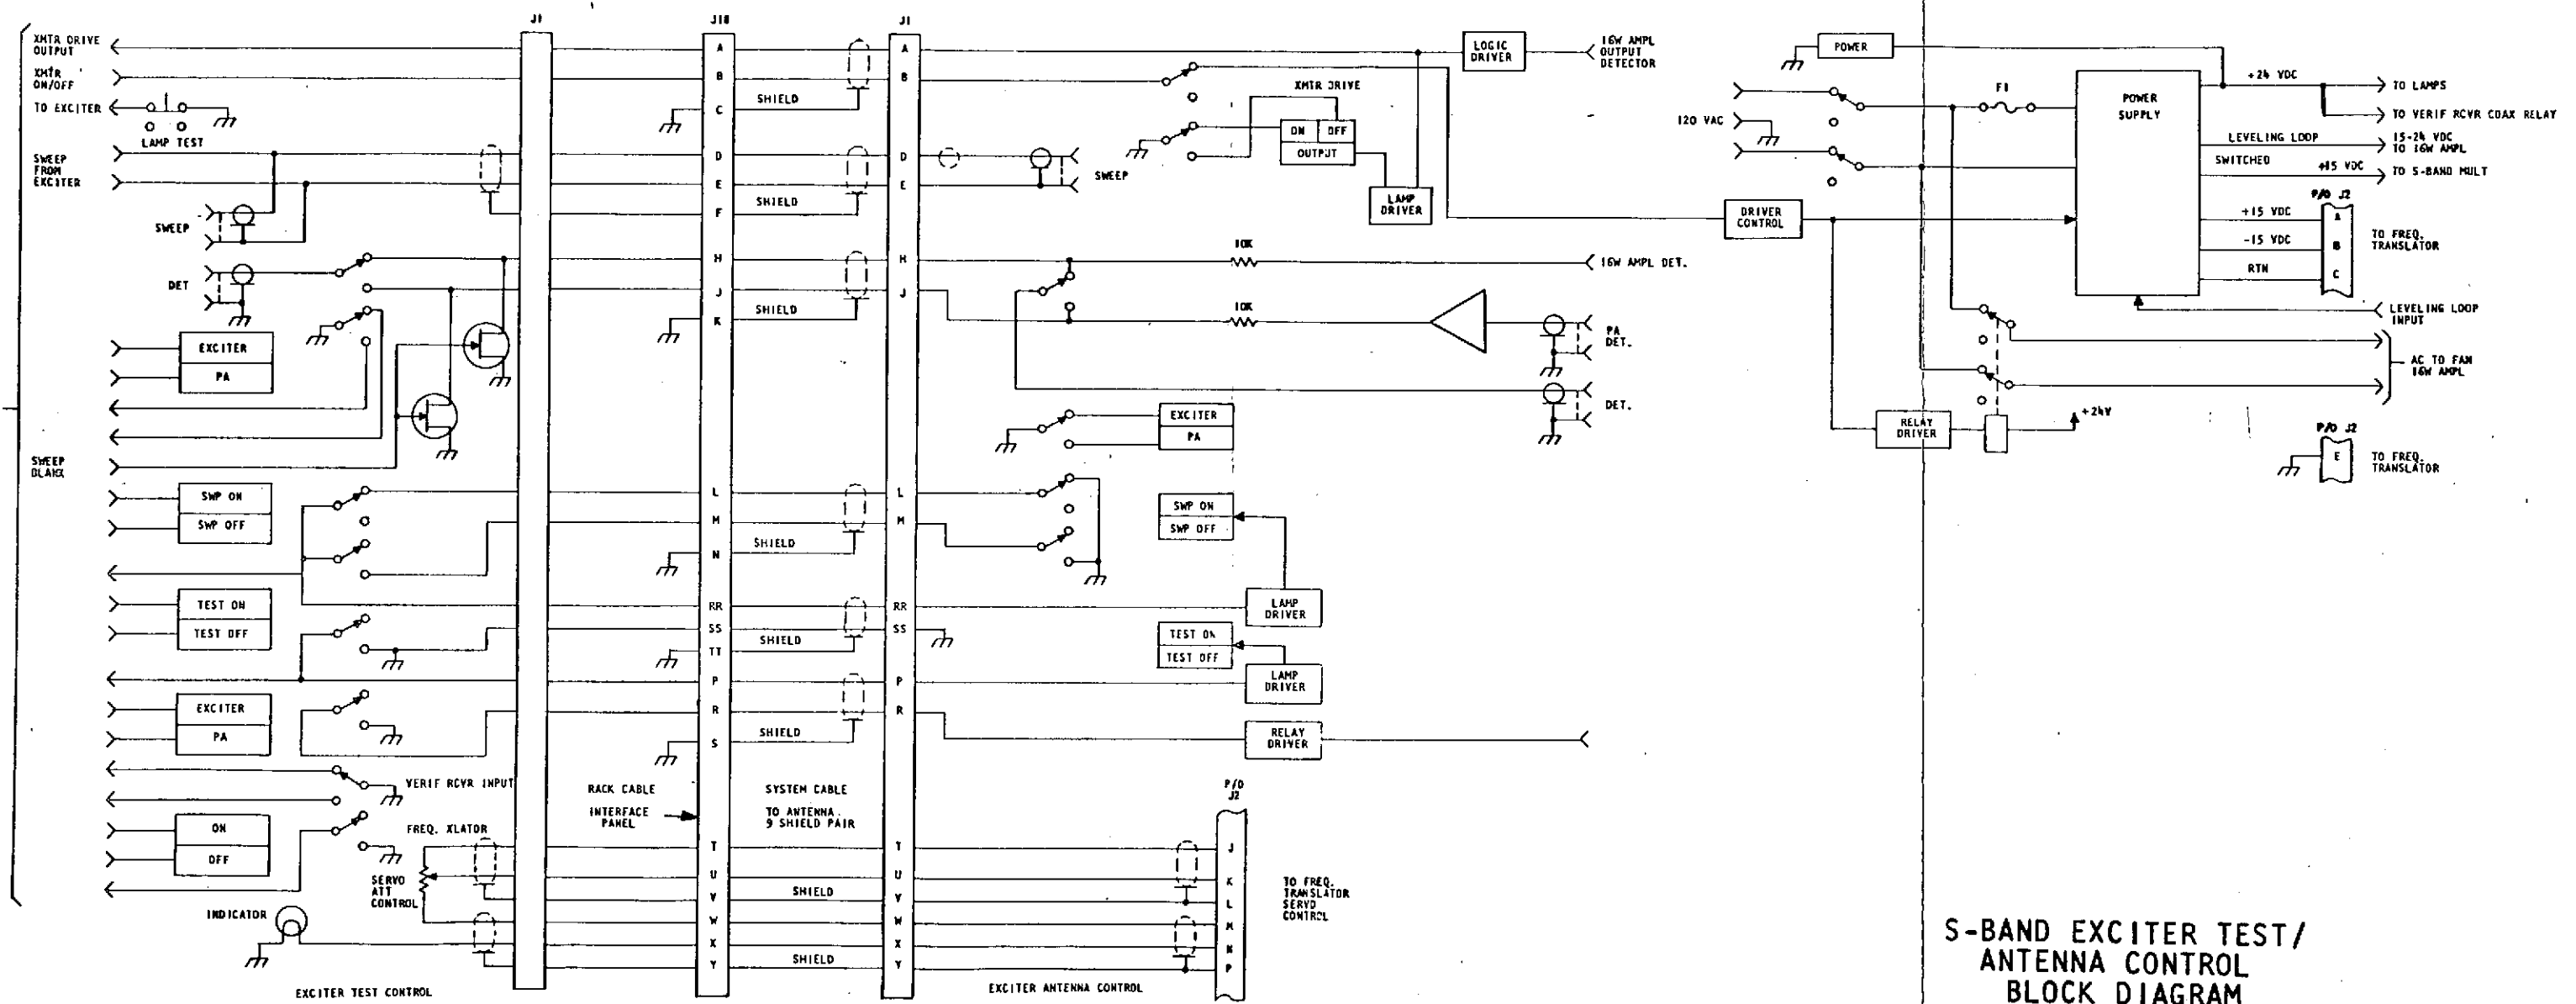 J1
J18
J1
XMTR DRIVE
OUTPUT
XMTR
ON/OFF
TO EXCITER
LAMP TEST
SWEEP
FROM
EXCITER
SWEEP
DET
EXCITER
PA
SWEEP
BLANK
SWP ON
SWP OFF
TEST ON
TEST OFF
EXCITER
PA
VERIF RCVR INPUT
ON
OFF
FREQ. XLATOR
SERVO
ATT
CONTROL
INDICATOR
EXCITER TEST CONTROL
RACK CABLE
INTERFACE
PANEL
A
B
C
D
E
F
H
J
K
L
M
N
RR
SS
TT
P
R
S
T
U
V
W
X
Y
SHIELD
SHIELD
SHIELD
SHIELD
SHIELD
SHIELD
SYSTEM CABLE
TO ANTENNA
9 SHIELD PAIR
SHIELD
SHIELD
A
B
D
E
H
J
L
M
RR
SS
P
R
T
U
V
W
X
Y
SWEEP
XMTR DRIVE
ON OFF
OUTPUT
LAMP
DRIVER
LOGIC
DRIVER
16W AMPL
OUTPUT
DETECTOR
10K
16W AMPL DET.
10K
PA
DET.
DET.
EXCITER
PA
SWP ON
SWP OFF
LAMP
DRIVER
TEST ON
TEST OFF
LAMP
DRIVER
RELAY
DRIVER
P/O
J2
J
K
L
M
N
P
TO FREQ.
TRANSLATOR
SERVO
CONTROL
EXCITER ANTENNA CONTROL
POWER
120 VAC
F1
POWER
SUPPLY
DRIVER
CONTROL
+24 VDC
TO LAMPS
TO VERIF RCVR COAX RELAY
LEVELING LOOP
15-24 VDC
TO 16W AMPL
SWITCHED
+15 VDC
TO S-BAND MULT
P/O J2
+15 VDC
A
-15 VDC
B
RTN
C
TO FREQ.
TRANSLATOR
LEVELING LOOP
INPUT
AC TO FAN
16W AMPL
RELAY
DRIVER
+24V
P/O J2
E
TO FREQ.
TRANSLATOR
S-BAND EXCITER TEST/
ANTENNA CONTROL
BLOCK DIAGRAM